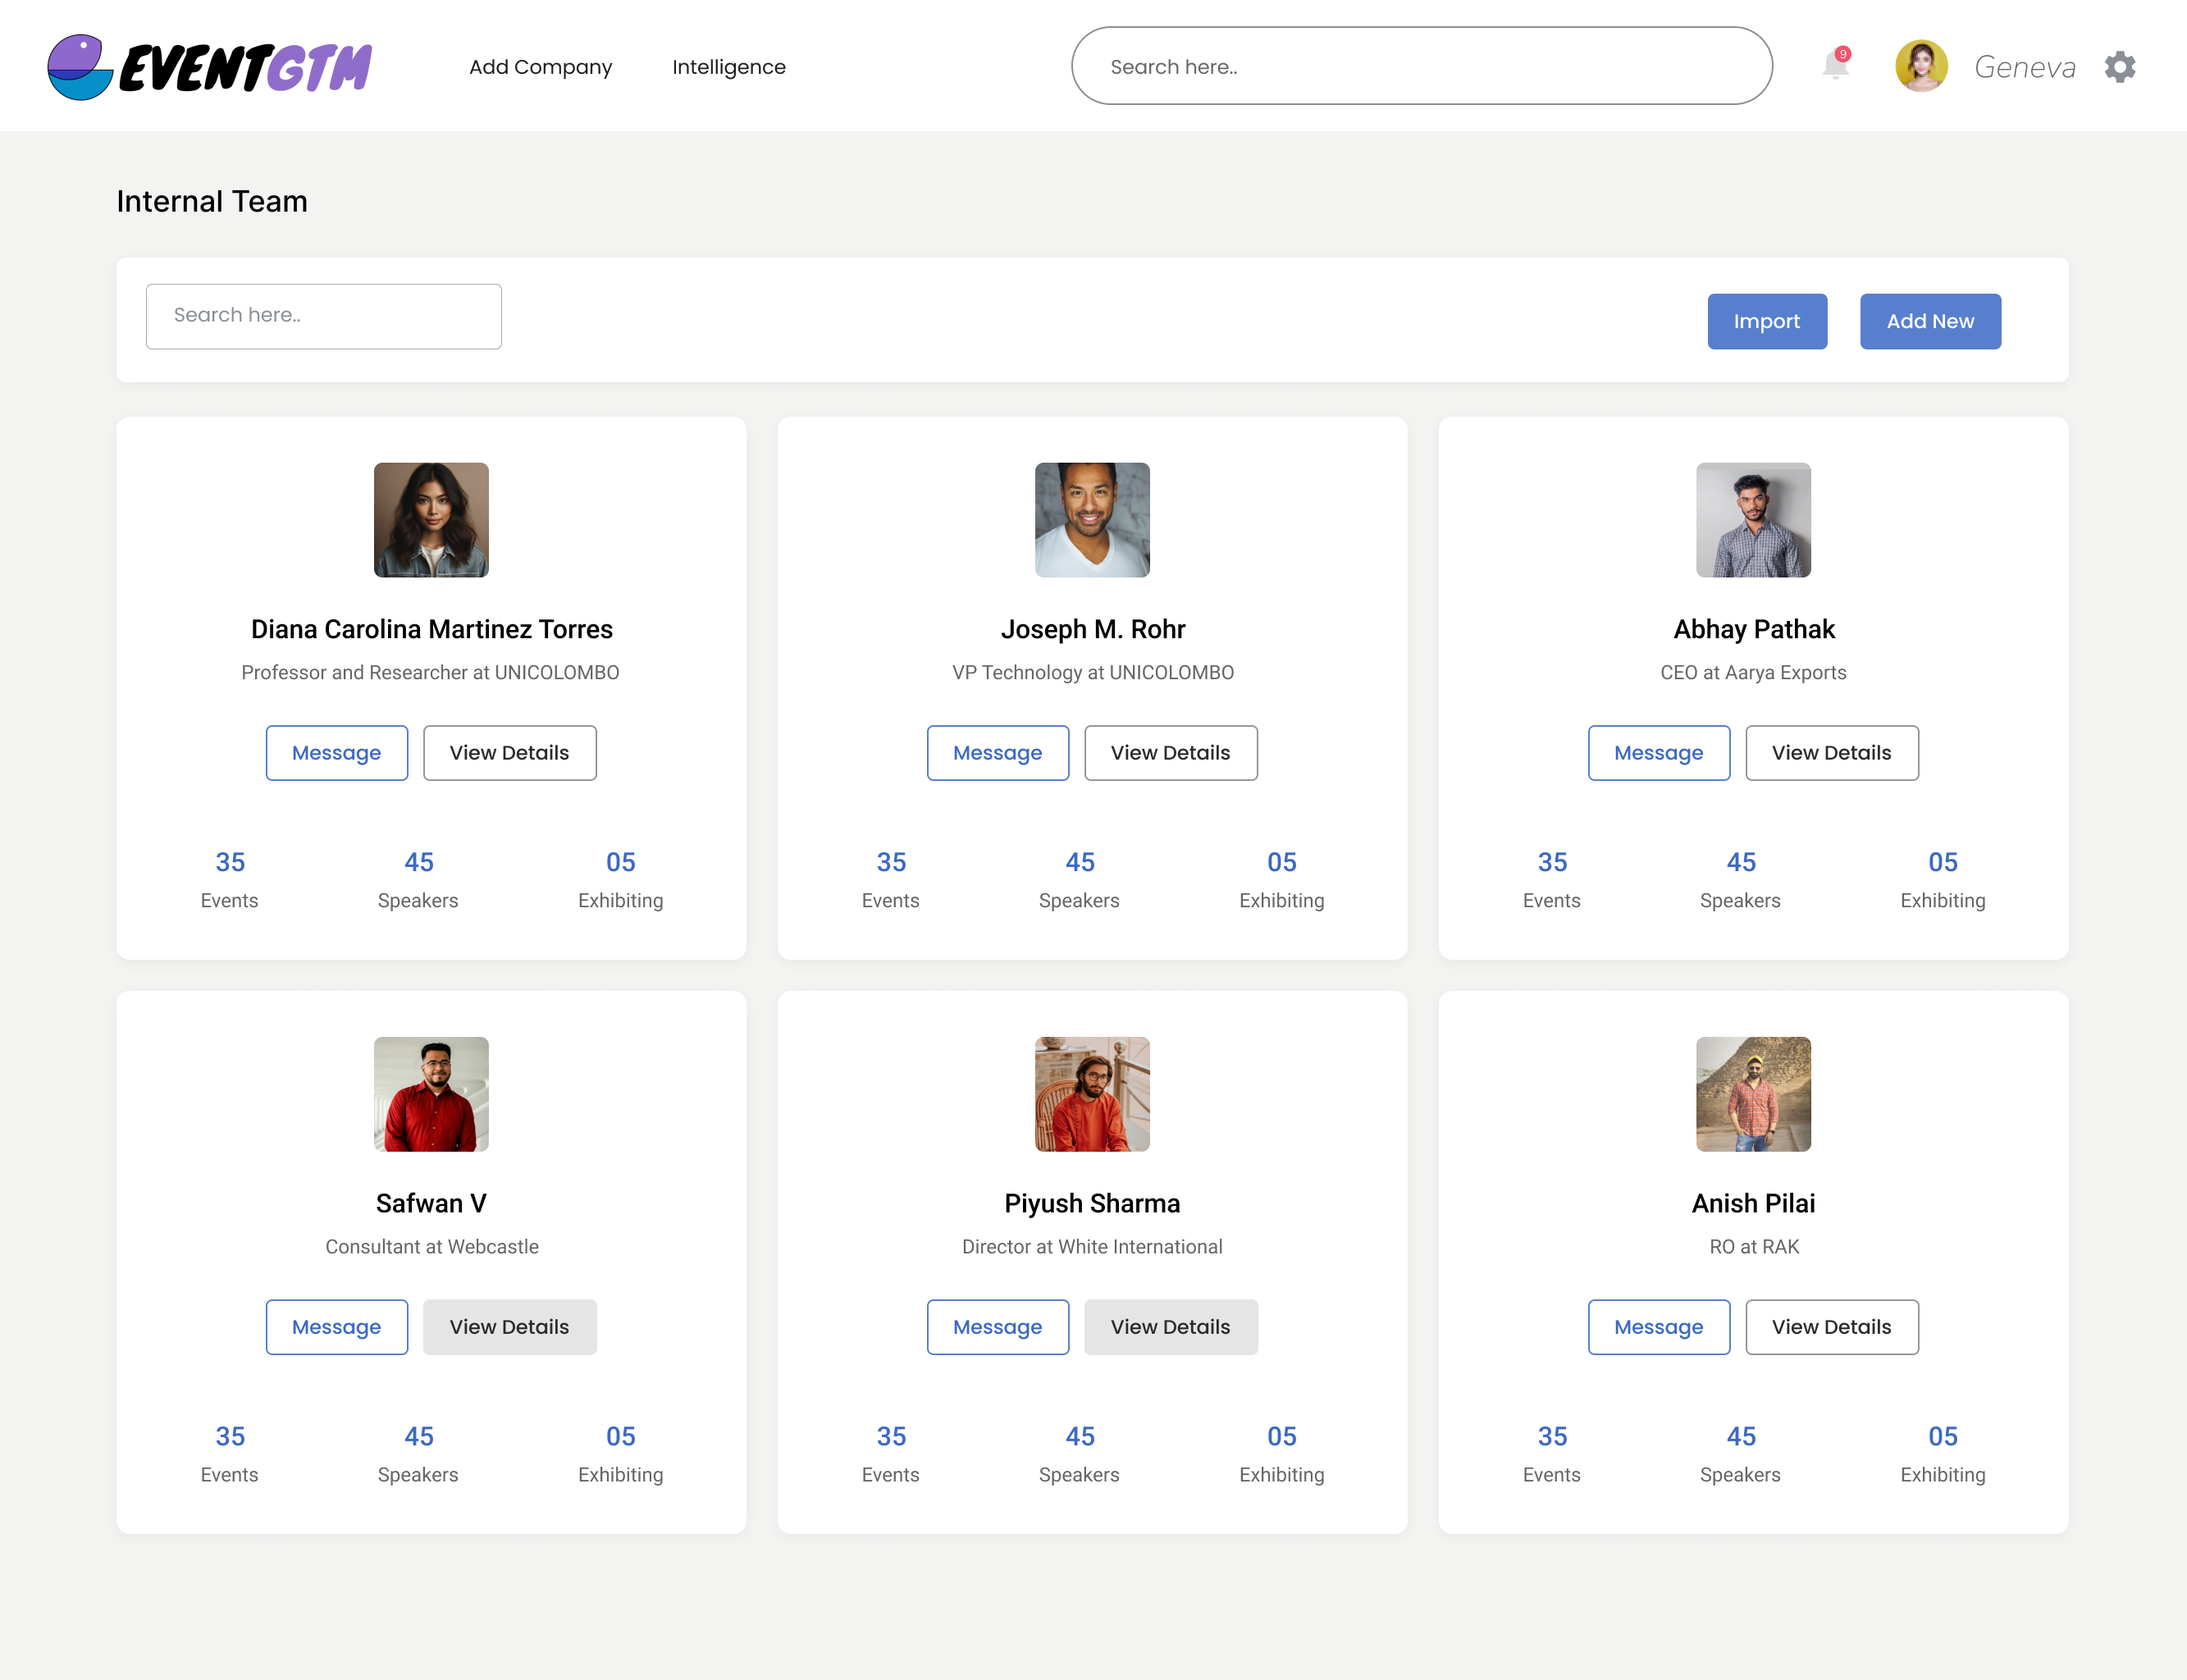 EVENTGTM Add Company Intelligence Search here.. 9 Geneva
Internal Team
Search here.. Import Add New
Diana Carolina Martinez Torres
Professor and Researcher at UNICOLOMBO
Message View Details
35 45 05
Events Speakers Exhibiting
Joseph M. Rohr
VP Technology at UNICOLOMBO
Message View Details
35 45 05
Events Speakers Exhibiting
Abhay Pathak
CEO at Aarya Exports
Message View Details
35 45 05
Events Speakers Exhibiting
Safwan V
Consultant at Webcastle
Message View Details
35 45 05
Events Speakers Exhibiting
Piyush Sharma
Director at White International
Message View Details
35 45 05
Events Speakers Exhibiting
Anish Pilai
RO at RAK
Message View Details
35 45 05
Events Speakers Exhibiting